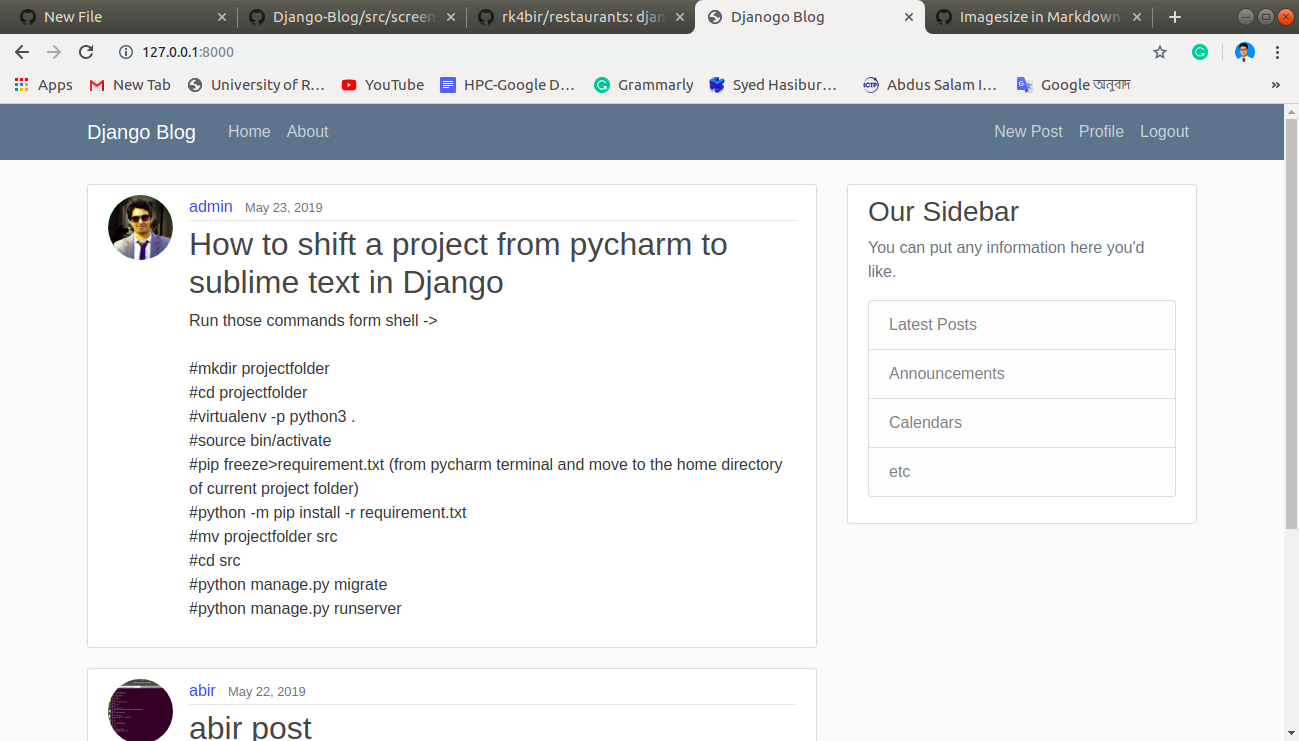 New File
Django-Blog/src/screen
rk4bir/restaurants: djan
Djanogo Blog
Imagesize in Markdown
127.0.0.1:8000
Apps
New Tab
University of R…
YouTube
HPC-Google D…
Grammarly
Syed Hasibur…
ICTP
Abdus Salam I…
Google অনুবাদ
»
Django Blog
Home
About
New Post
Profile
Logout
admin May 23, 2019
How to shift a project from pycharm to
sublime text in Django
Run those commands form shell ->
#mkdir projectfolder
#cd projectfolder
#virtualenv -p python3 .
#source bin/activate
#pip freeze>requirement.txt (from pycharm terminal and move to the home directory
of current project folder)
#python -m pip install -r requirement.txt
#mv projectfolder src
#cd src
#python manage.py migrate
#python manage.py runserver
abir May 22, 2019
abir post
Our Sidebar
You can put any information here you'd
like.
Latest Posts
Announcements
Calendars
etc